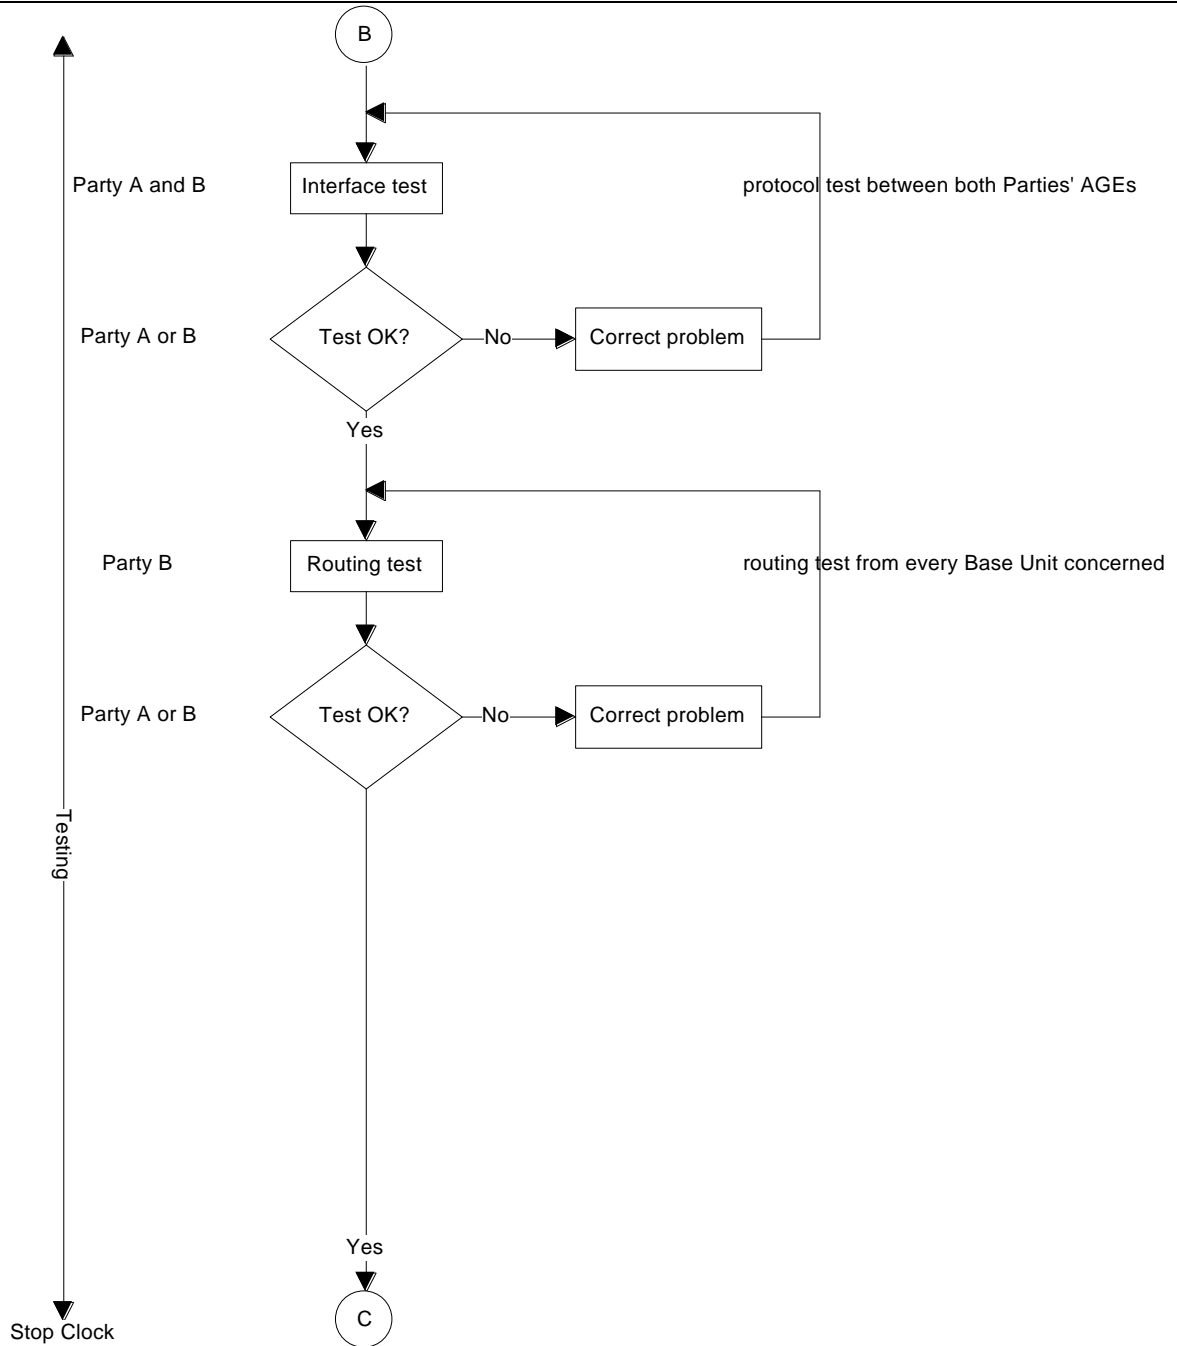 B
Party A and B
Interface test
protocol test between both Parties' AGEs
Party A or B
Test OK?
No
Correct problem
Yes
Party B
Routing test
routing test from every Base Unit concerned
Party A or B
Test OK?
No
Correct problem
Testing
Yes
C
Stop Clock